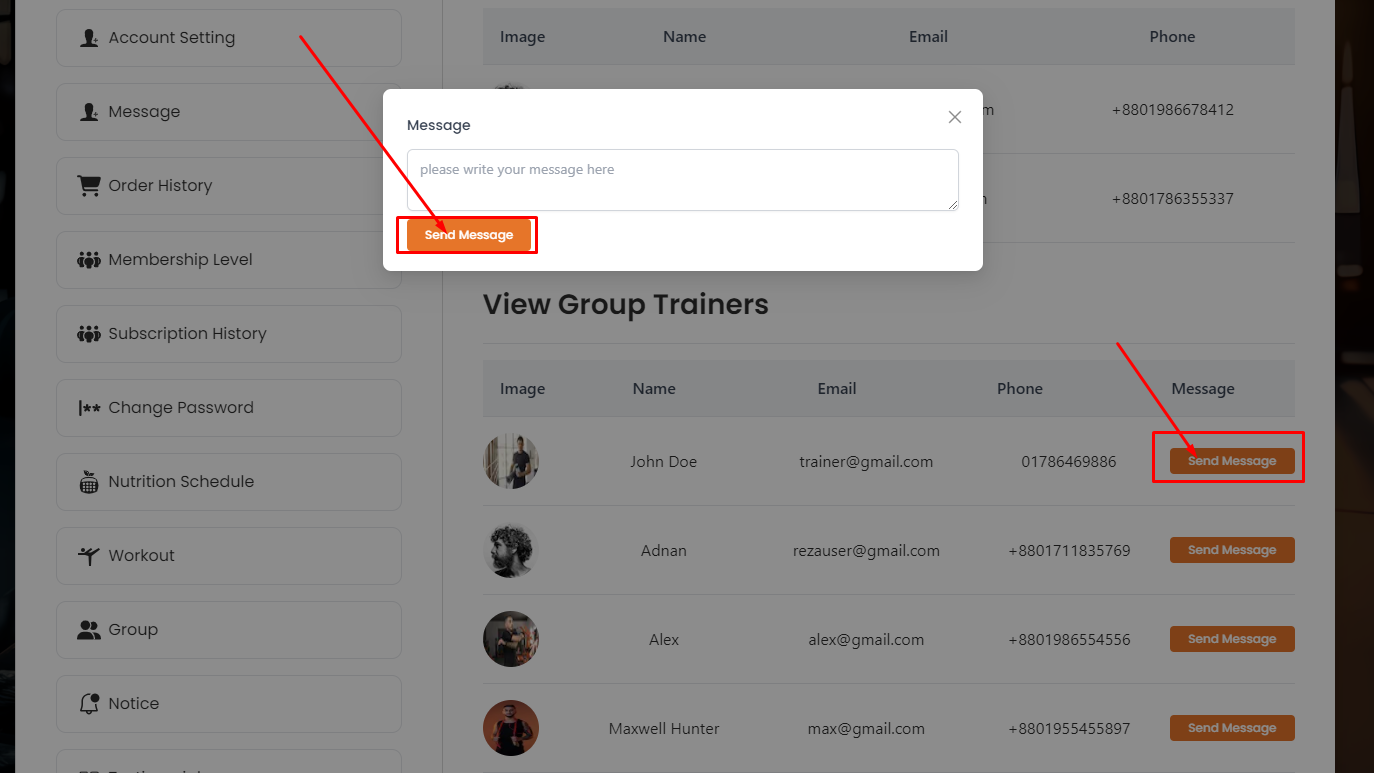 Account Setting
Message
Order History
Membership Level
Subscription History
Change Password
Nutrition Schedule
Workout
Group
Notice
Image Name Email Phone
m +8801986678412
+8801786355337
Message
please write your message here
Send Message
View Group Trainers
Image Name Email Phone Message
John Doe trainer@gmail.com 01786469886 Send Message
Adnan rezauser@gmail.com +8801711835769 Send Message
Alex alex@gmail.com +8801986554556 Send Message
Maxwell Hunter max@gmail.com +8801955455897 Send Message